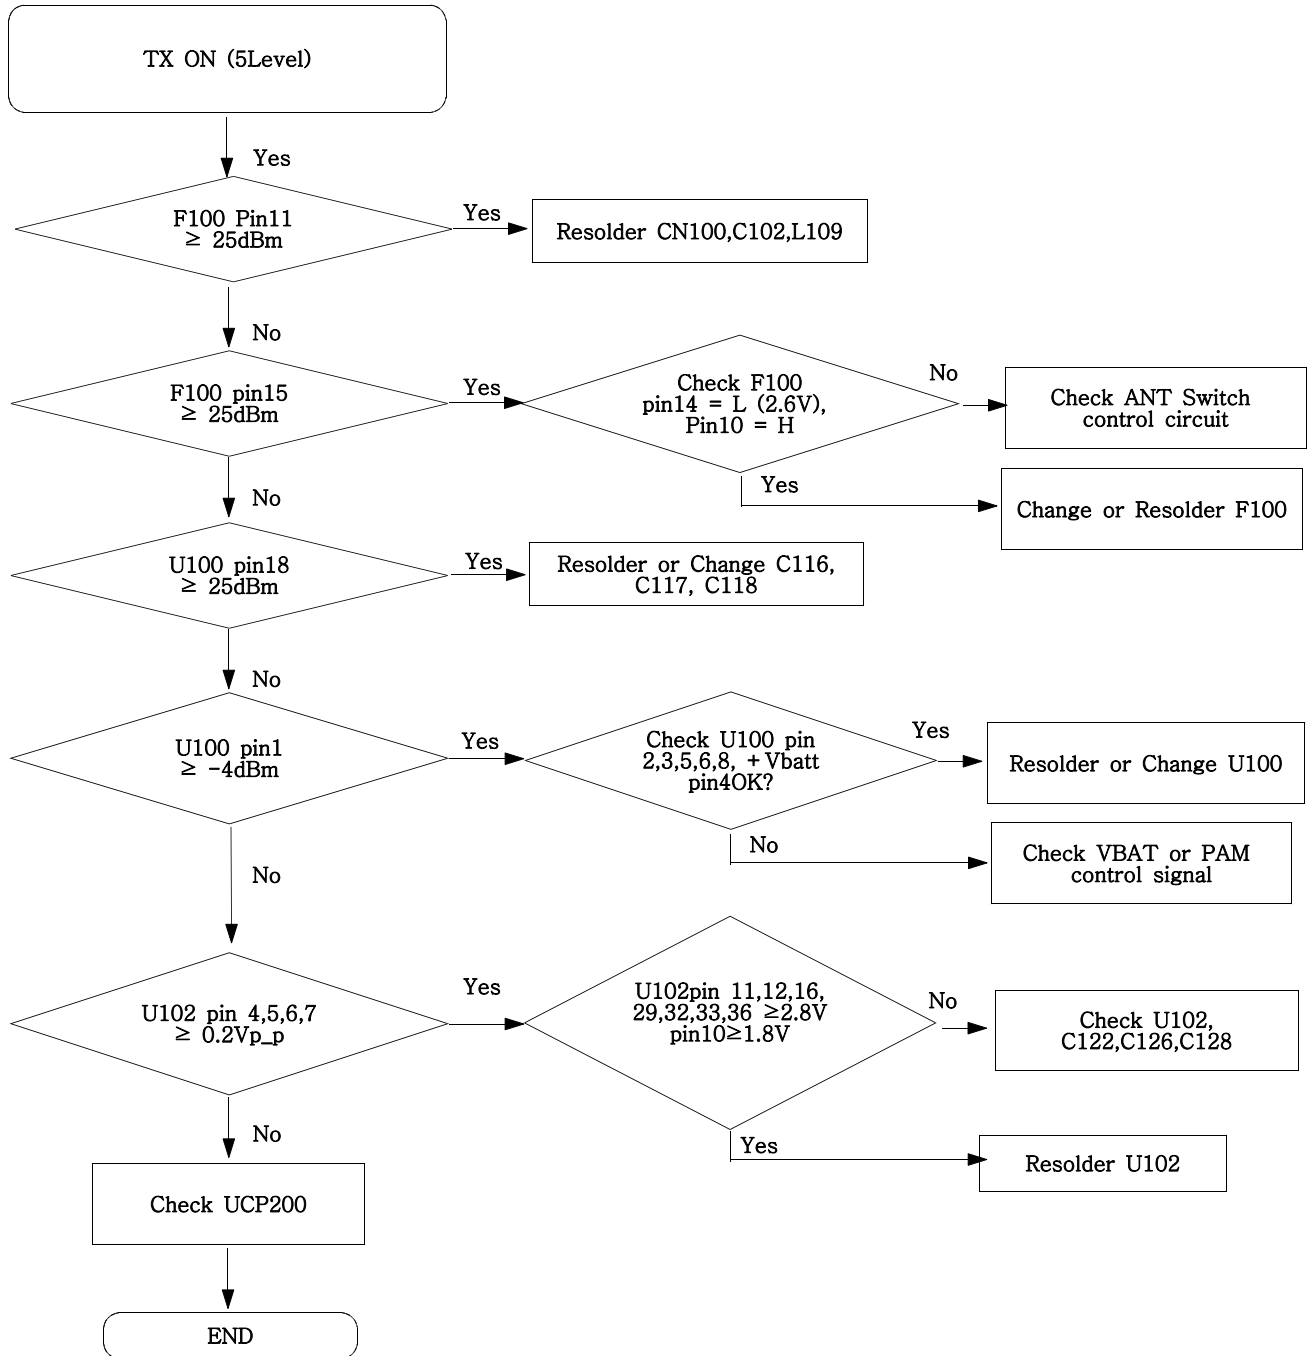 TX ON (5Level)
Yes
F100 Pin11
≥ 25dBm
Yes
Resolder CN100,C102,L109
No
F100 pin15
≥ 25dBm
Yes
Check F100
pin14 = L (2.6V),
Pin10 = H
No
Check ANT Switch
control circuit
Yes
Change or Resolder F100
No
U100 pin18
≥ 25dBm
Yes
Resolder or Change C116,
C117, C118
No
U100 pin1
≥ -4dBm
Yes
Check U100 pin
2,3,5,6,8, +Vbatt
pin4OK?
Yes
Resolder or Change U100
No
Check VBAT or PAM
control signal
No
U102 pin 4,5,6,7
≥ 0.2Vp_p
Yes
U102pin 11,12,16,
29,32,33,36 ≥2.8V
pin10≥1.8V
No
Check U102,
C122,C126,C128
Yes
Resolder U102
No
Check UCP200
END